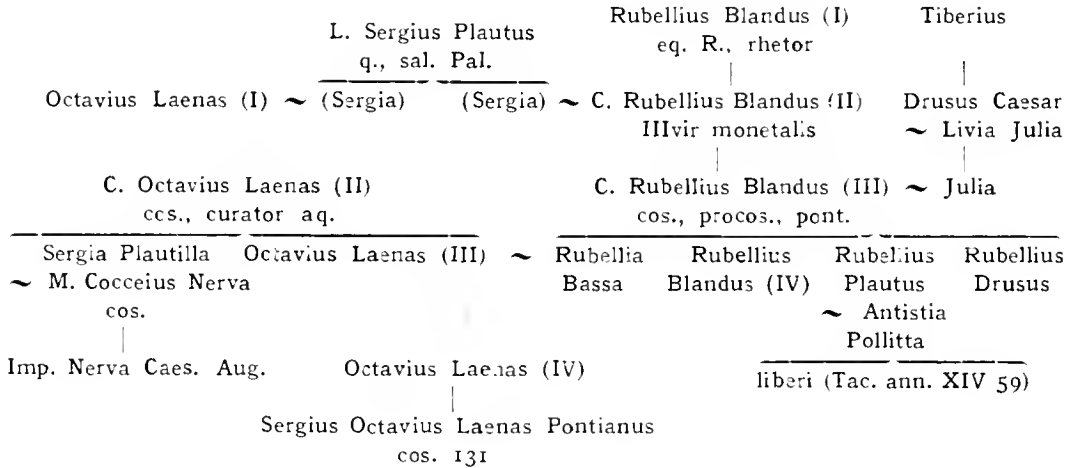 Rubellius Blandus (I) Tiberius
L. Sergius Plautus eq. R., rhetor
q., sal. Pal.
Octavius Laenas (I) ~ (Sergia) (Sergia) ~ C. Rubellius Blandus (II) Drusus Caesar
IIIvir monetalis ~ Livia Julia
C. Octavius Laenas (II) C. Rubellius Blandus (III) ~ Julia
cos., curator aq. cos., procos., pont.
Sergia Plautilla Octavius Laenas (III) ~ Rubellia Rubellius Rubellius Rubellius
~ M. Cocceius Nerva Bassa Blandus (IV) Plautus Drusus
cos. ~ Antistia
Pollitta
Imp. Nerva Caes. Aug. Octavius Laenas (IV) liberi (Tac. ann. XIV 59)
Sergius Octavius Laenas Pontianus
cos. 131